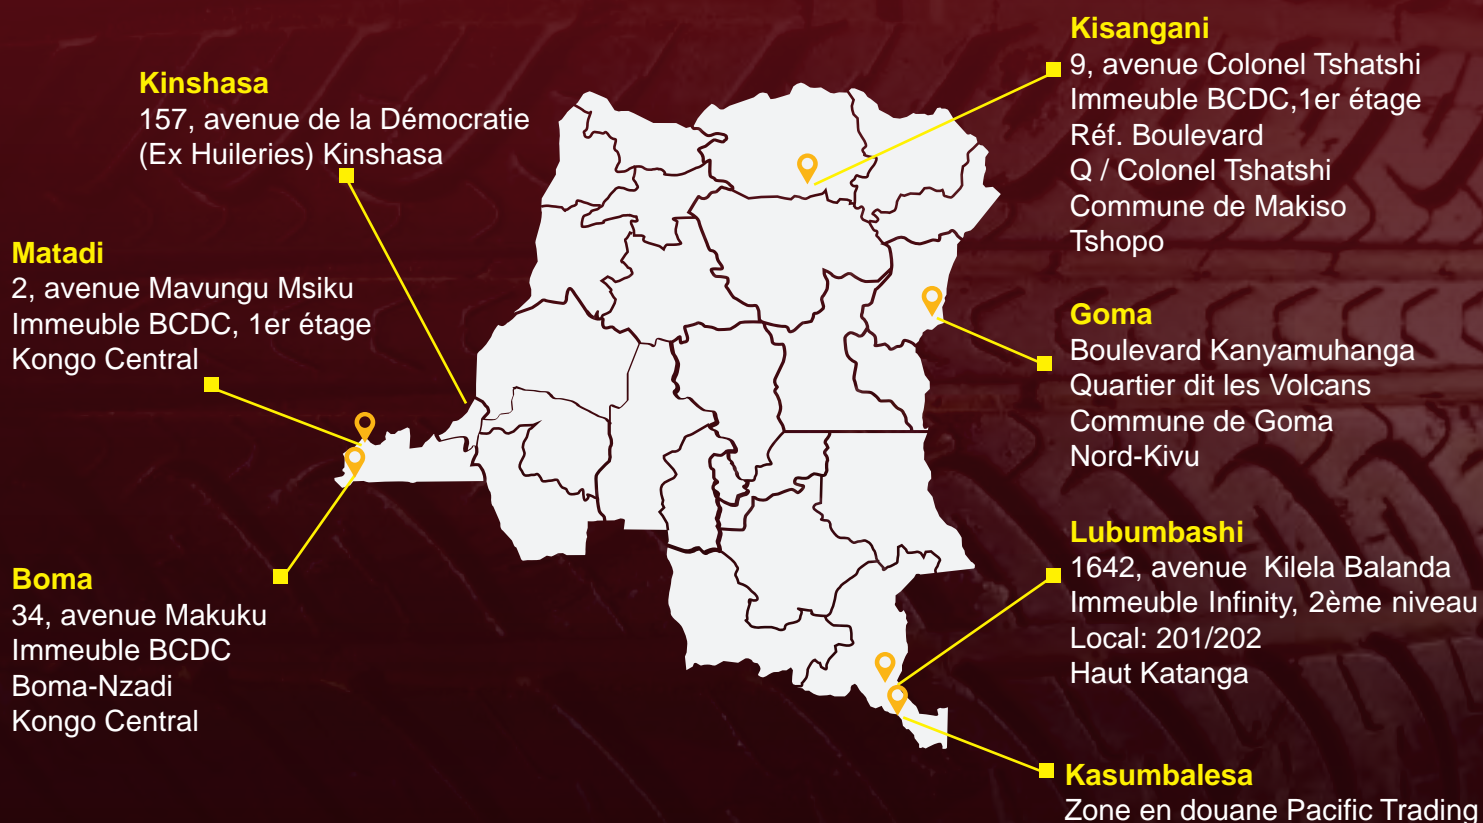 Kinshasa
157, avenue de la Démocratie
(Ex Huileries) Kinshasa
Matadi
2, avenue Mavungu Msiku
Immeuble BCDC, 1er étage
Kongo Central
Boma
34, avenue Makuku
Immeuble BCDC
Boma-Nzadi
Kongo Central
Kisangani
9, avenue Colonel Tshatshi
Immeuble BCDC,1er étage
Réf. Boulevard
Q / Colonel Tshatshi
Commune de Makiso
Tshopo
Goma
Boulevard Kanyamuhanga
Quartier dit les Volcans
Commune de Goma
Nord-Kivu
Lubumbashi
1642, avenue  Kilela Balanda
Immeuble Infinity, 2ème niveau
Local: 201/202
Haut Katanga
Kasumbalesa
Zone en douane Pacific Trading